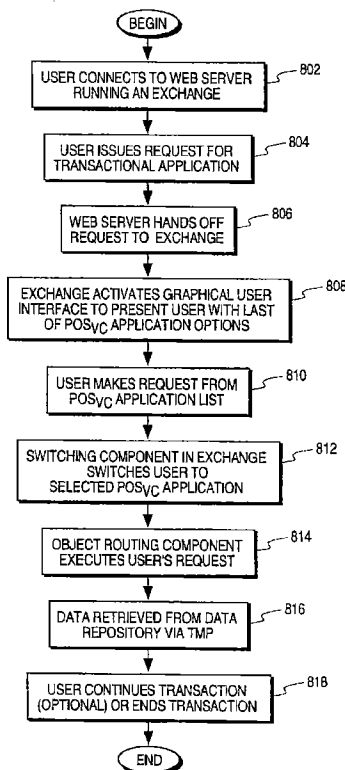 BEGIN
USER CONNECTS TO WEB SERVER
RUNNING AN EXCHANGE
802
USER ISSUES REQUEST FOR
TRANSACTIONAL APPLICATION
804
WEB SERVER HANDS OFF
REQUEST TO EXCHANGE
806
EXCHANGE ACTIVATES GRAPHICAL USER
INTERFACE TO PRESENT USER WITH LAST
OF POSVC APPLICATION OPTIONS
808
USER MAKES REQUEST FROM
POSVC APPLICATION LIST
810
SWITCHING COMPONENT IN EXCHANGE
SWITCHES USER TO
SELECTED POSVC APPLICATION
812
OBJECT ROUTING COMPONENT
EXECUTES USER'S REQUEST
814
DATA RETRIEVED FROM DATA
REPOSITORY VIA TMP
816
USER CONTINUES TRANSACTION
(OPTIONAL) OR ENDS TRANSACTION
818
END